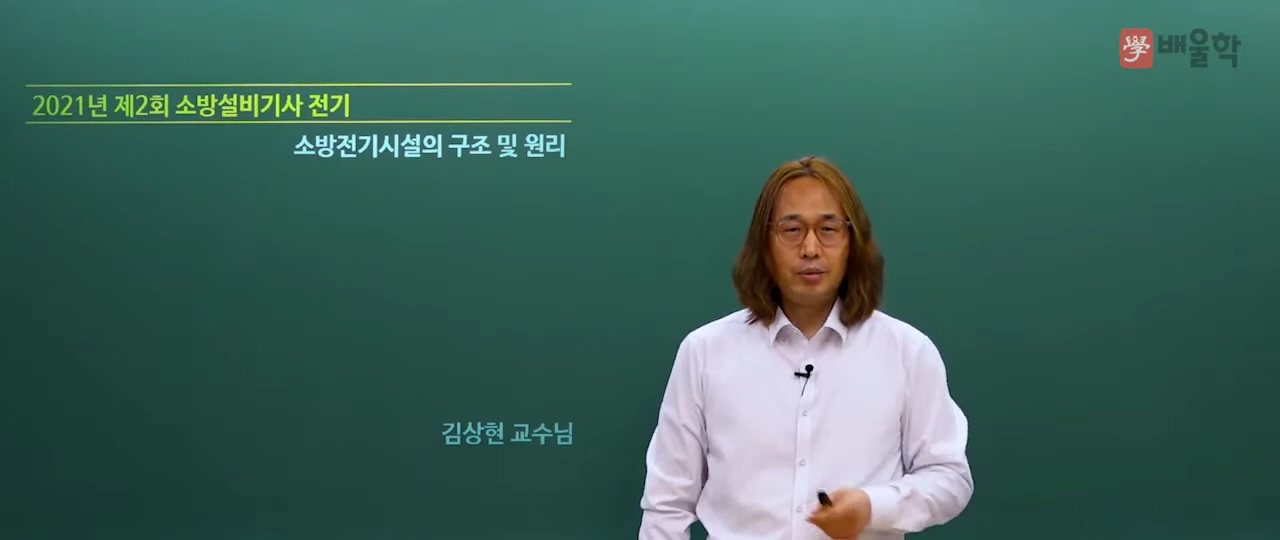 學 배울학
2021년 제2회 소방설비기사 전기
소방전기시설의 구조 및 원리
김상현 교수님